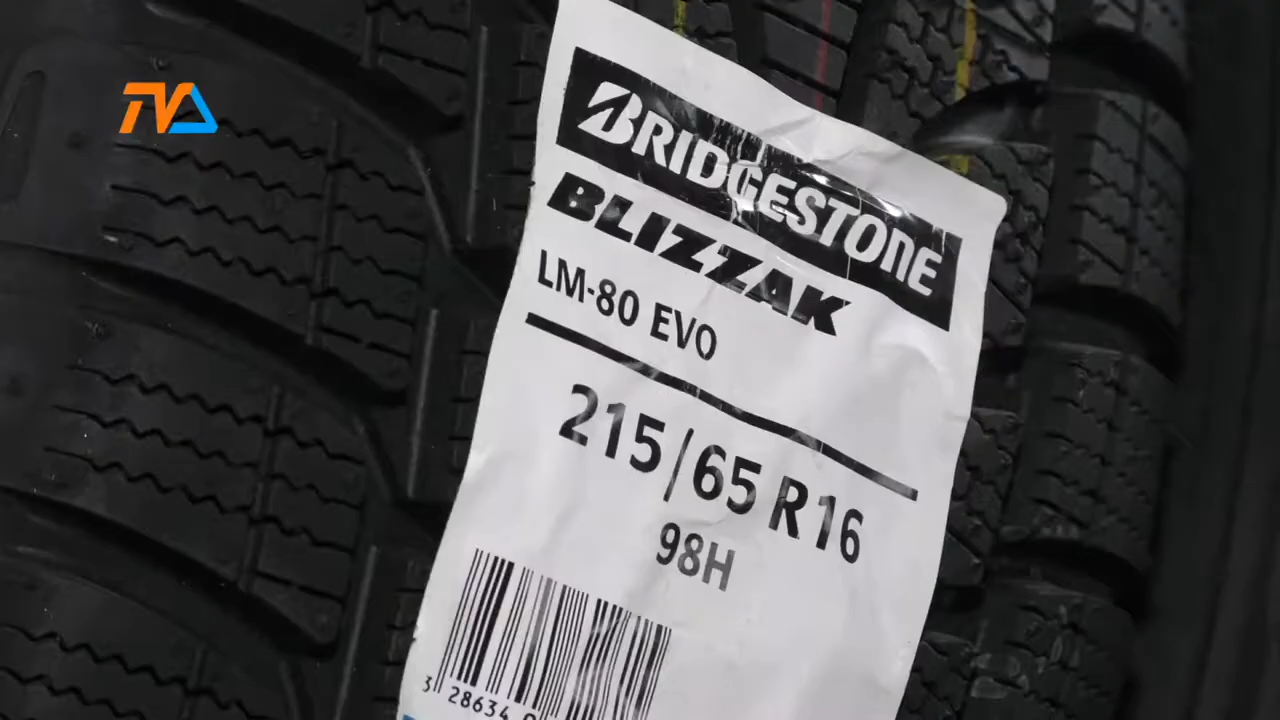 TVA
BRIDGESTONE
BLIZZAK
LM-80 EVO
215/65 R16
98H
3 28634